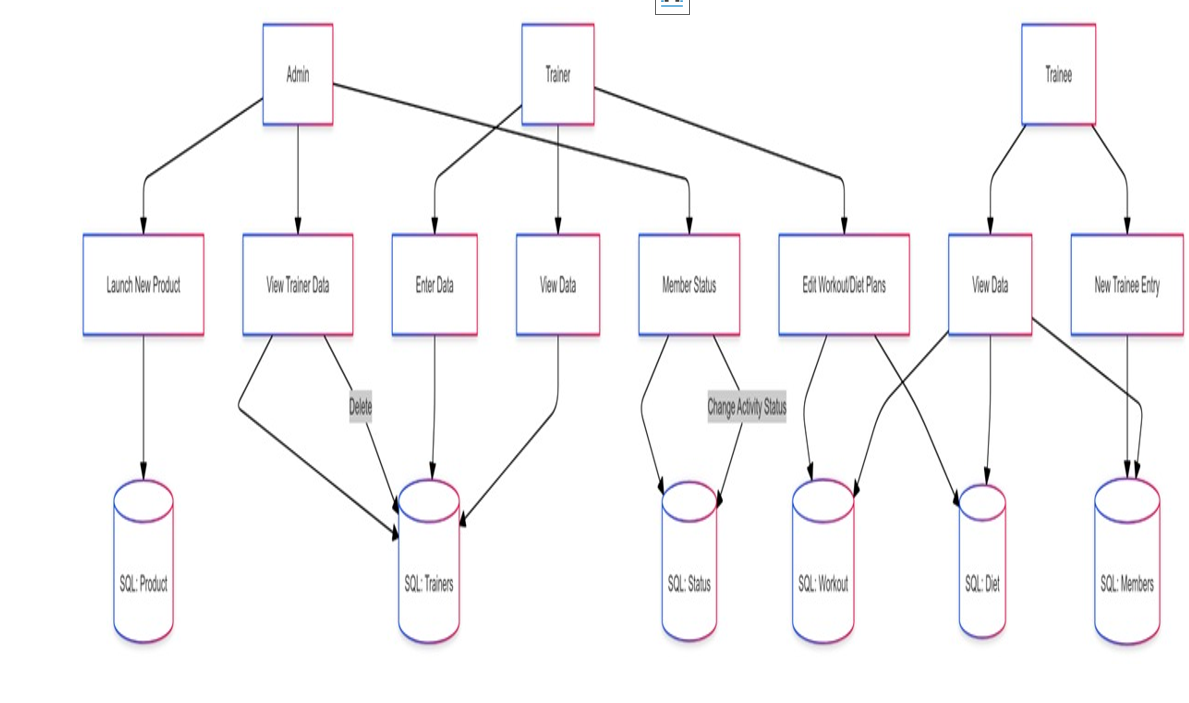 Admin
Trainer
Trainee
Launch New Product
View Trainer Data
Enter Data
View Data
Member Status
Edit Workout/Diet Plans
View Data
New Trainee Entry
Delete
Change Activity Status
SQL: Product
SQL: Trainers
SQL: Status
SQL: Workout
SQL: Diet
SQL: Members